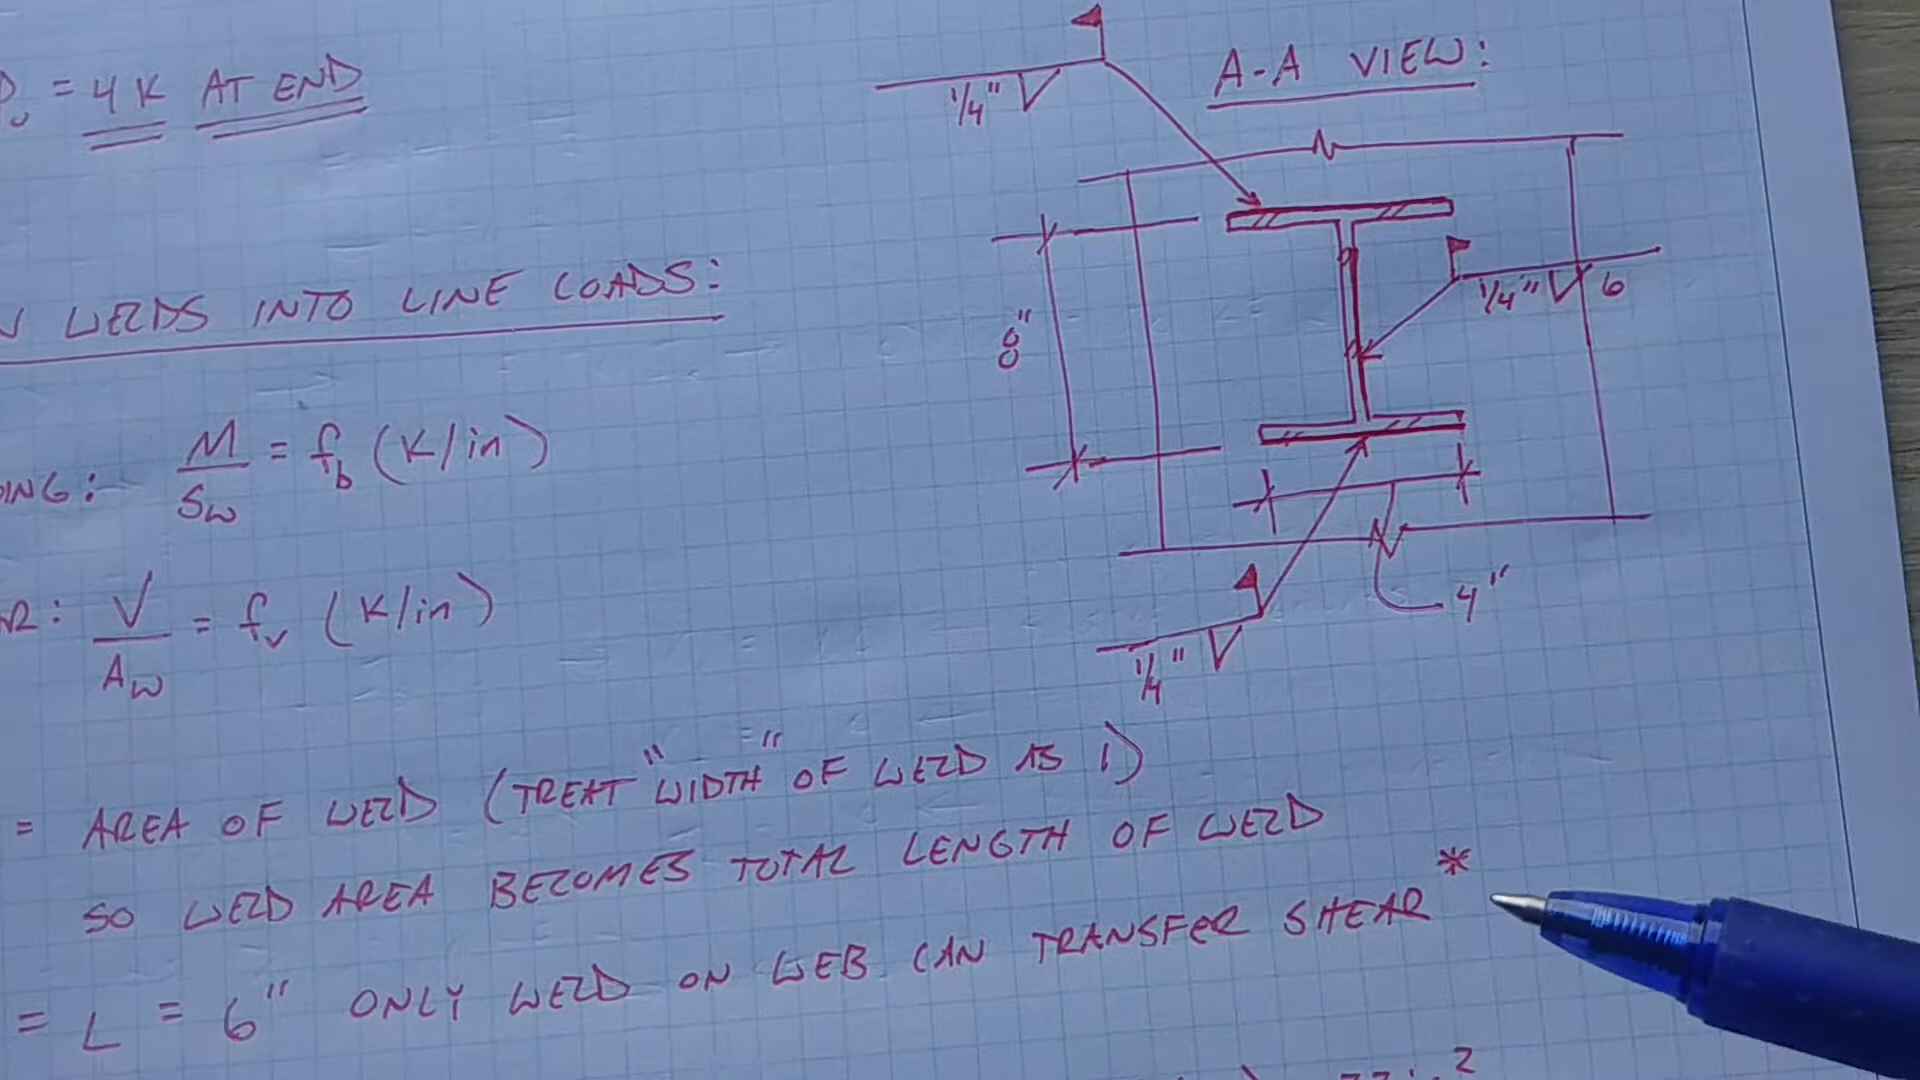 Pu = 4K AT END
1/4"
A-A VIEW:
WELDS INTO LINE LOADS:
8"
1/4" 6
M/Sw = fb (K/in)
4"
1/4"
V/Aw = fv (K/in)
= AREA OF WELD (TREAT "WIDTH" OF WELD AS 1)
SO WELD AREA BECOMES TOTAL LENGTH OF WELD
= L = 6" ONLY WELD ON WEB CAN TRANSFER SHEAR *